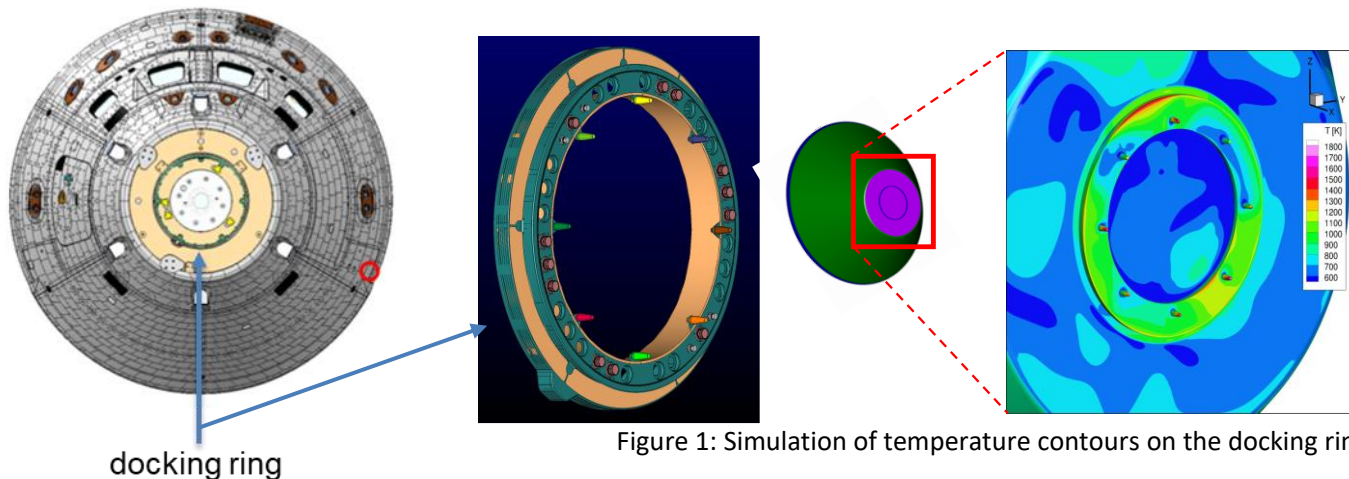 Z
Y
X
T [K]
1800
1700
1600
1500
1400
1300
1200
1100
1000
900
800
700
600
Figure 1: Simulation of temperature contours on the docking rin
docking ring